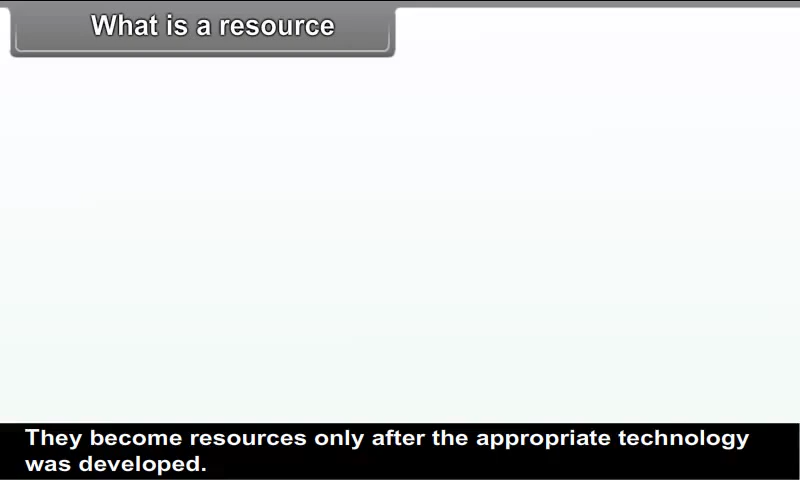 What is a resource
They become resources only after the appropriate technology
was developed.